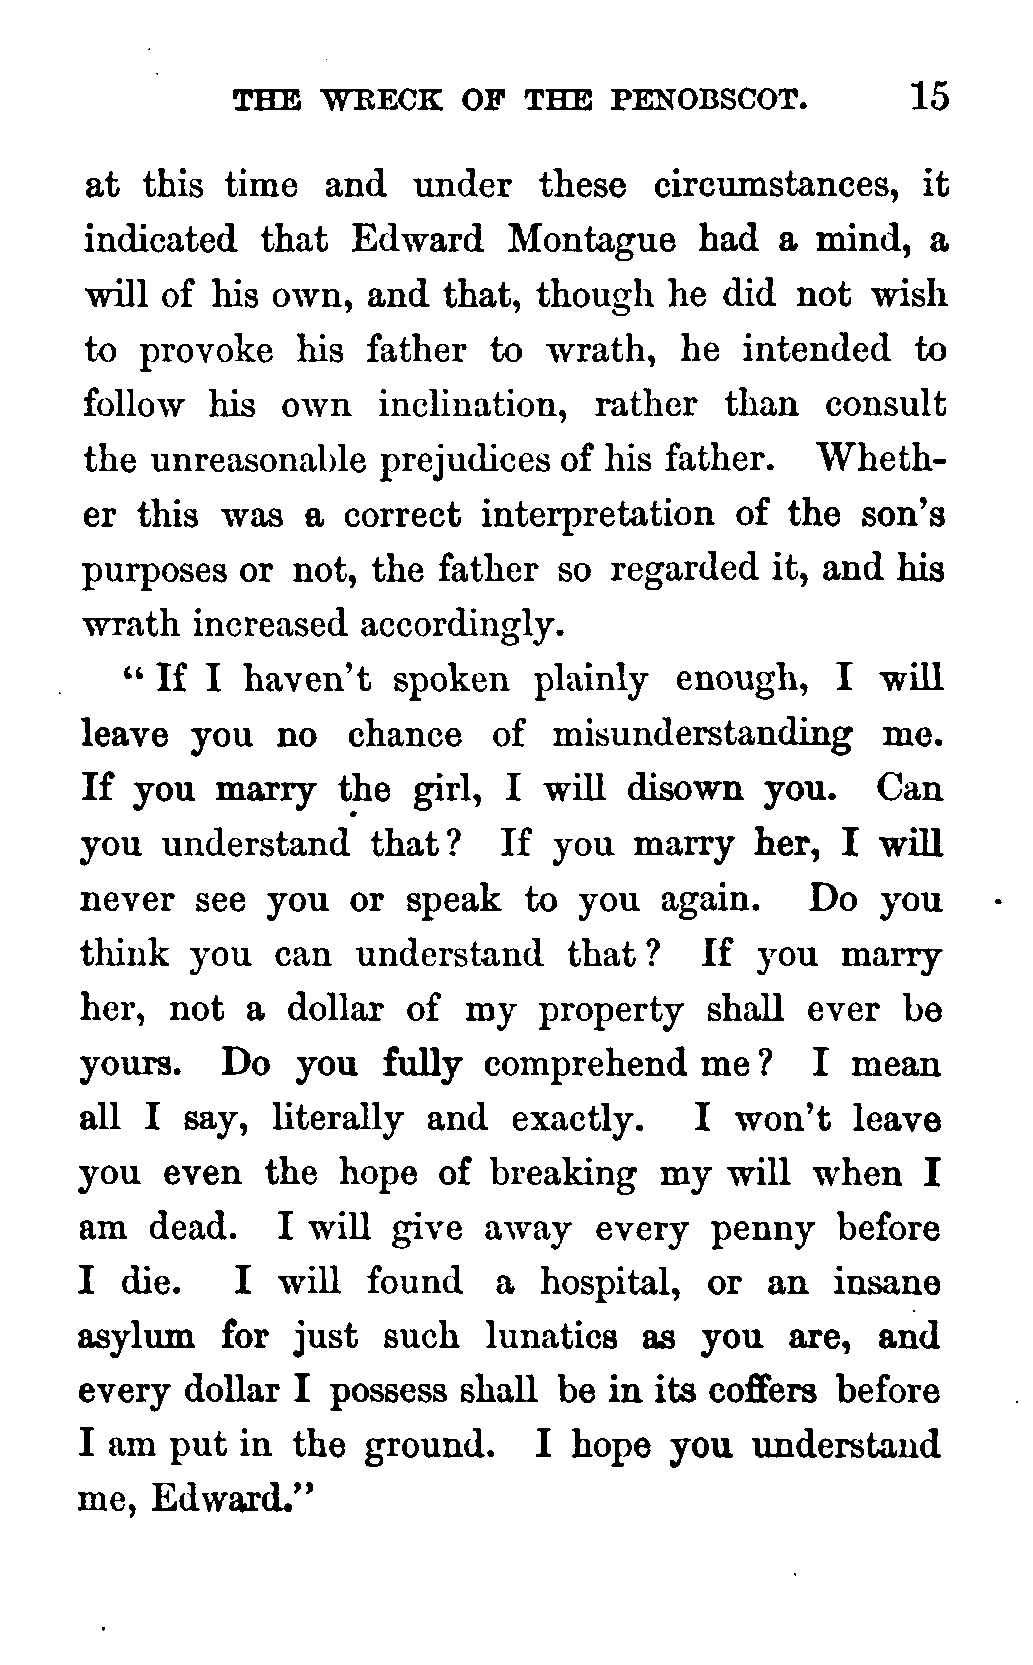 THE WRECK OF THE PENOBSCOT. 15
at this time and under these circumstances, it
indicated that Edward Montague had a mind, a
will of his own, and that, though he did not wish
to provoke his father to wrath, he intended to
follow his own inclination, rather than consult
the unreasonable prejudices of his father. Wheth-
er this was a correct interpretation of the son's
purposes or not, the father so regarded it, and his
wrath increased accordingly.
“ If I haven't spoken plainly enough, I will
leave you no chance of misunderstanding me.
If you marry the girl, I will disown you. Can
you understand that? If you marry her, I will
never see you or speak to you again. Do you
think you can understand that? If you marry
her, not a dollar of my property shall ever be
yours. Do you fully comprehend me? I mean
all I say, literally and exactly. I won't leave
you even the hope of breaking my will when I
am dead. I will give away every penny before
I die. I will found a hospital, or an insane
asylum for just such lunatics as you are, and
every dollar I possess shall be in its coffers before
I am put in the ground. I hope you understand
me, Edward.”